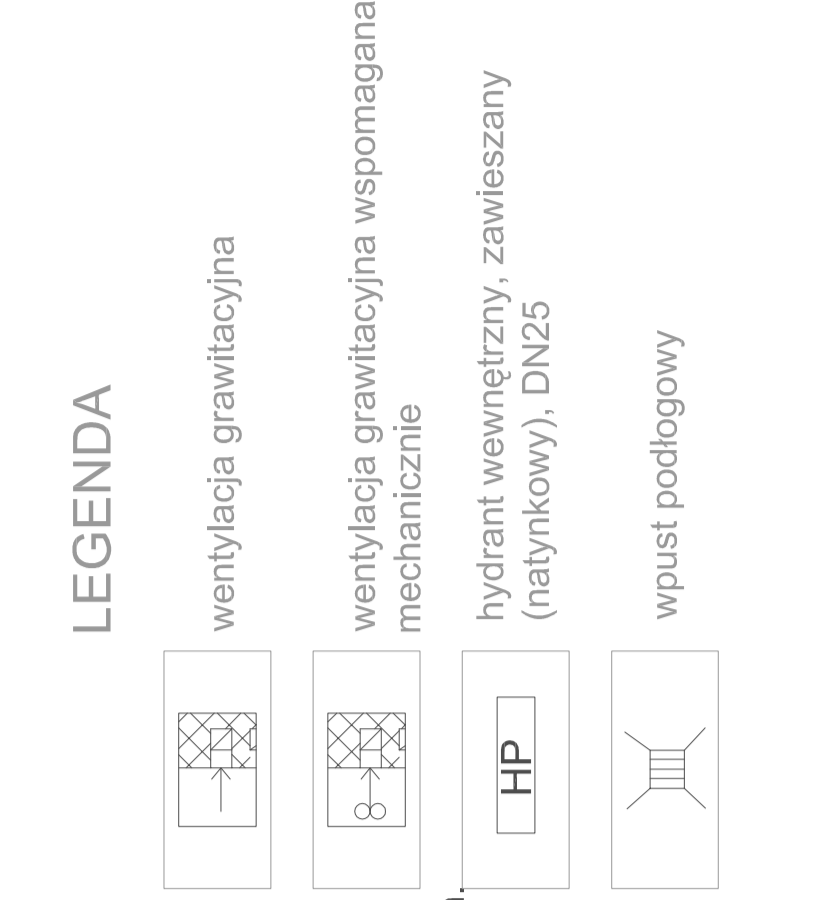 LEGENDA
wentylacja grawitacyjna
wentylacja grawitacyjna wspomagana
mechanicznie
HP
hydrant wewnętrzny, zawieszany
(natynkowy), DN25
wpust podłogowy